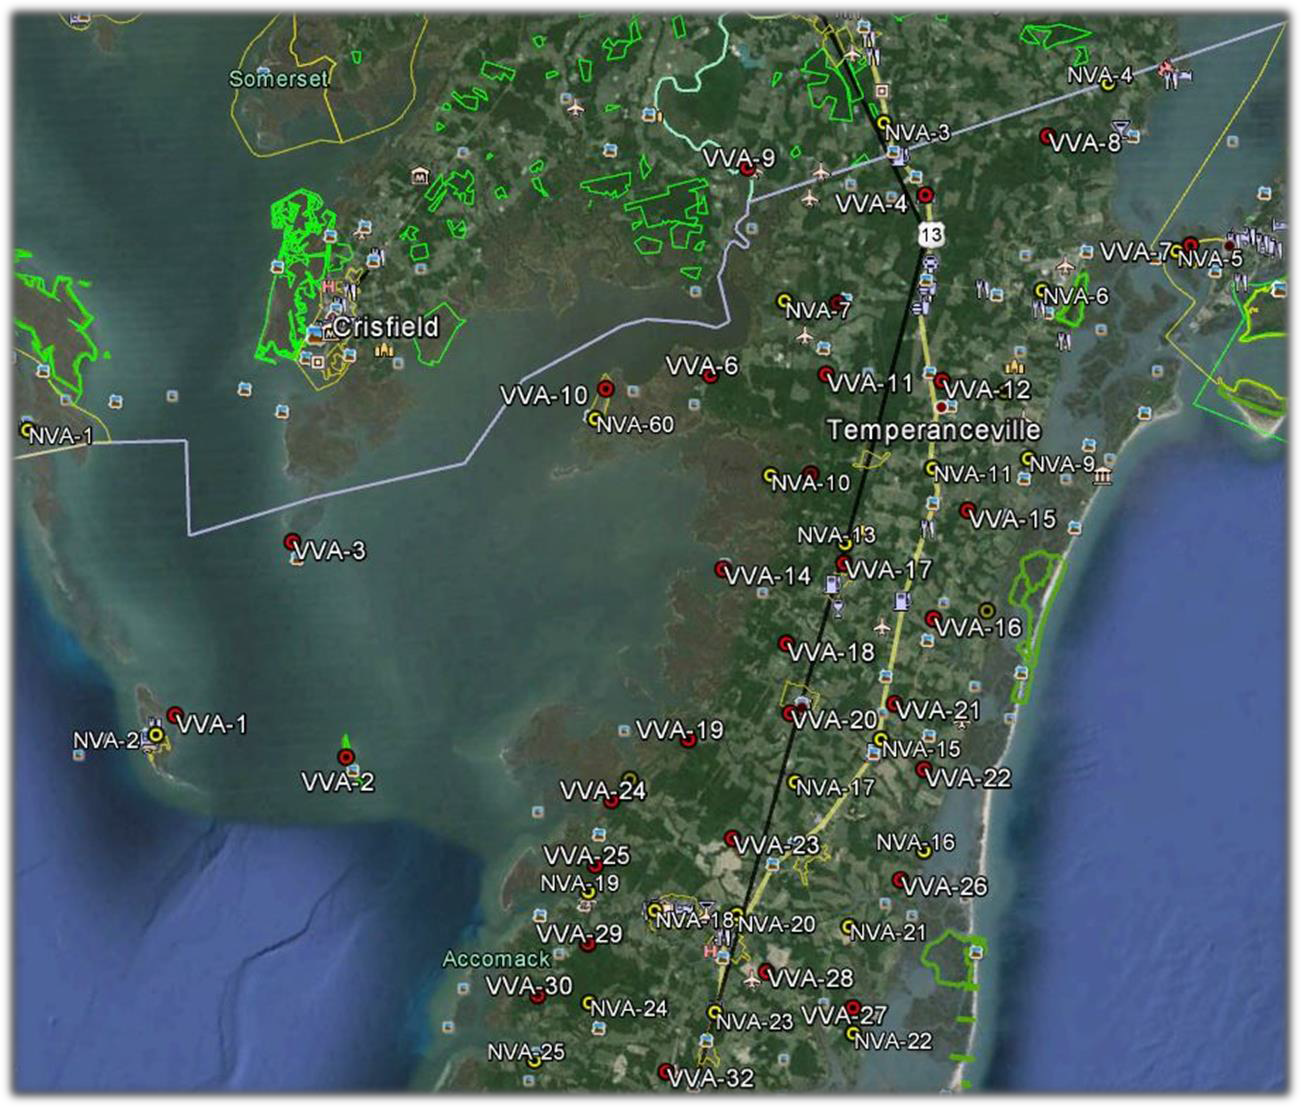 Somerset
NVA-4
NVA-3
VVA-8
VVA-9
VVA-4
13
VVA-7
NVA-5
NVA-6
NVA-7
Crisfield
VVA-6
VVA-11
VVA-12
VVA-10
NVA-60
NVA-1
Temperanceville
NVA-9
NVA-11
NVA-10
VVA-15
NVA-13
VVA-3
VVA-17
VVA-14
VVA-16
VVA-18
VVA-21
VVA-20
VVA-1
VVA-19
NVA-2
NVA-15
VVA-22
VVA-2
NVA-17
VVA-24
NVA-16
VVA-23
VVA-25
NVA-19
VVA-26
NVA-18
NVA-20
NVA-21
VVA-29
Accomack
VVA-28
VVA-30
NVA-24
VVA-27
NVA-23
NVA-22
NVA-25
VVA-32
H
H